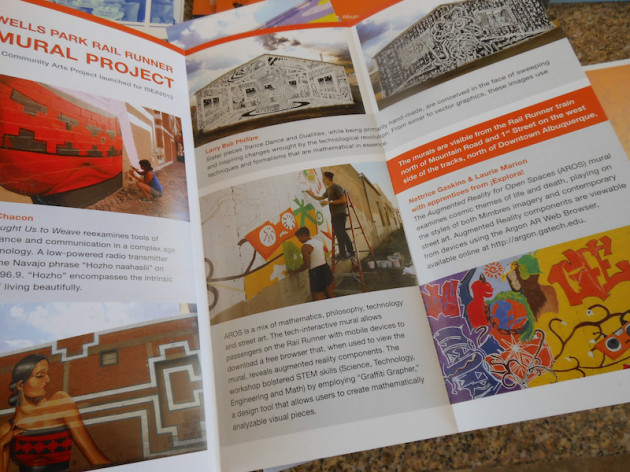 WELLS PARK RAIL RUNNER
MURAL PROJECT
Community Arts Project launched for ISEA2012
Chacon
ught Us to Weave reexamines tools of
ance and communication in a complex age
nology. A low-powered radio transmitter
he Navajo phrase "Hozho naahaslii" on
96.9. "Hozho" encompasses the intrinsic
f living beautifully.
Larry Bob Phillips
Sister pieces Trance Dance and Dualities, while being primarily hand-made, are conceived in the face of sweeping
and inspiring changes wrought by the technological revolution. From sonar to vector graphics, these images use
techniques and formalisms that are mathematical in essence
AROS is a mix of mathematics, philosophy, technology
and street art. The tech-interactive mural allows
passengers on the Rail Runner with mobile devices to
download a free browser that, when used to view the
mural, reveals augmented reality components. The
workshop bolstered STEM skills (Science, Technology,
Engineering and Math) by employing "Graffiti Grapher,"
a design tool that allows users to create mathematically
analyzable visual pieces.
The murals are visible from the Rail Runner train
north of Mountain Road and 1st Street on the west
side of the tracks, north of Downtown Albuquerque.
Nettrice Gaskins & Laurie Marion
with apprentices from ¡Explora!
the Augmented Reality for Open Spaces (AROS) mural
examines cosmic themes of life and death, playing on
the styles of both Mimbres imagery and contemporary
street art. Augmented Reality components are viewable
from devices using the Argon AR Web Browser,
available online at http://argon.gatech.edu.